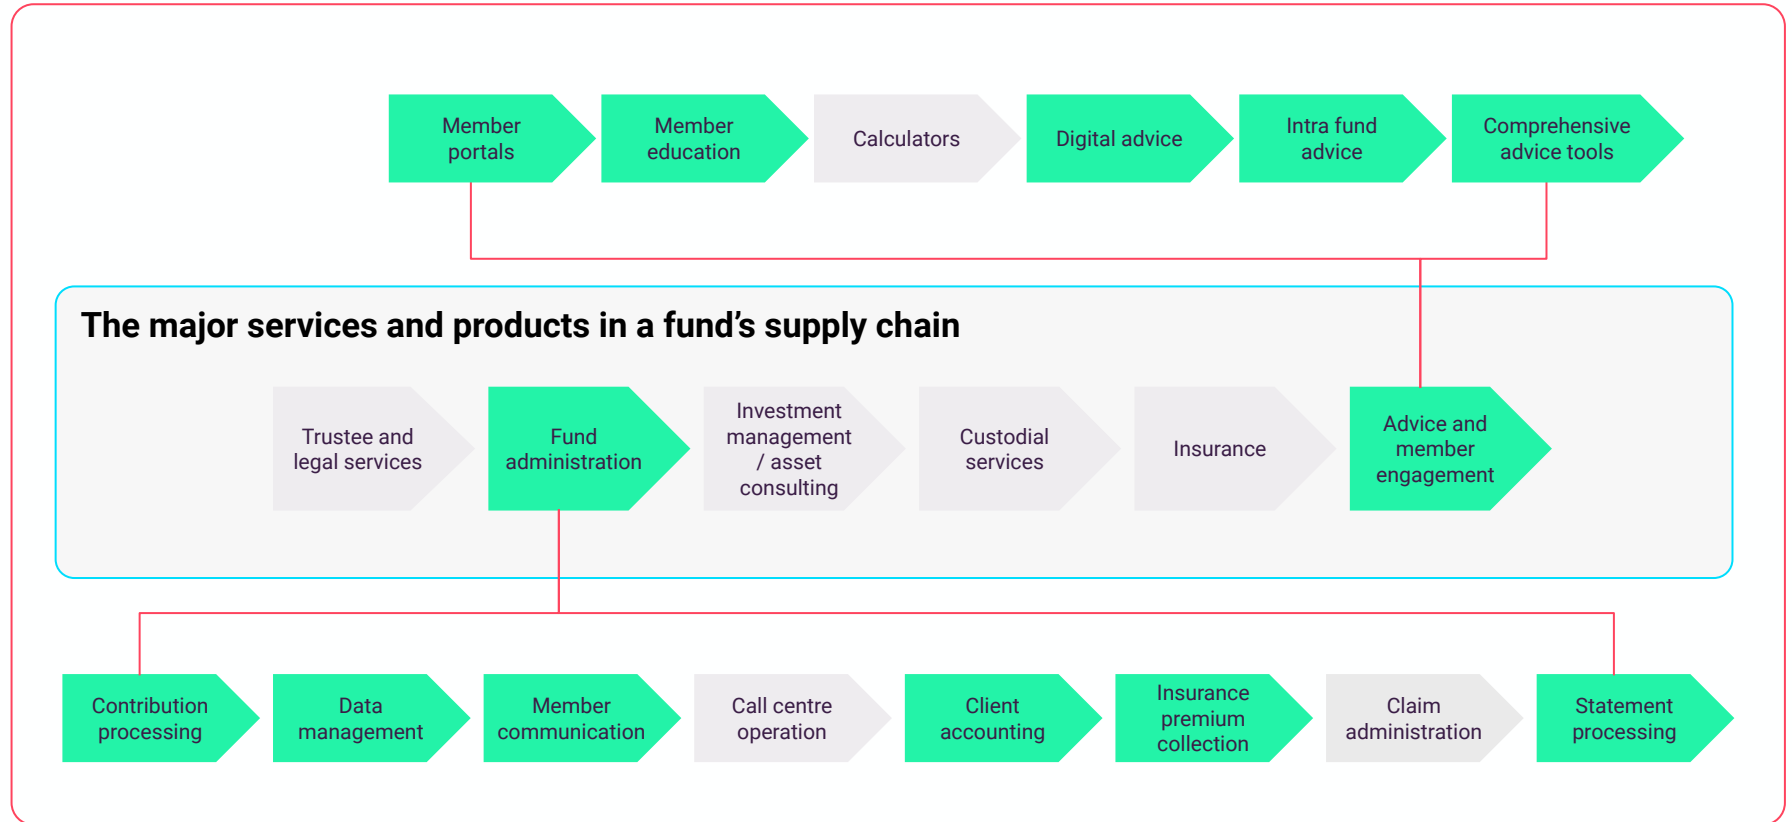 Member
portals
Member
education
Calculators
Digital advice
Intra fund
advice
Comprehensive
advice tools
The major services and products in a fund’s supply chain
Trustee and
legal services
Fund
administration
Investment
management
/ asset
consulting
Custodial
services
Insurance
Advice and
member
engagement
Contribution
processing
Data
management
Member
communication
Call centre
operation
Client
accounting
Insurance
premium
collection
Claim
administration
Statement
processing